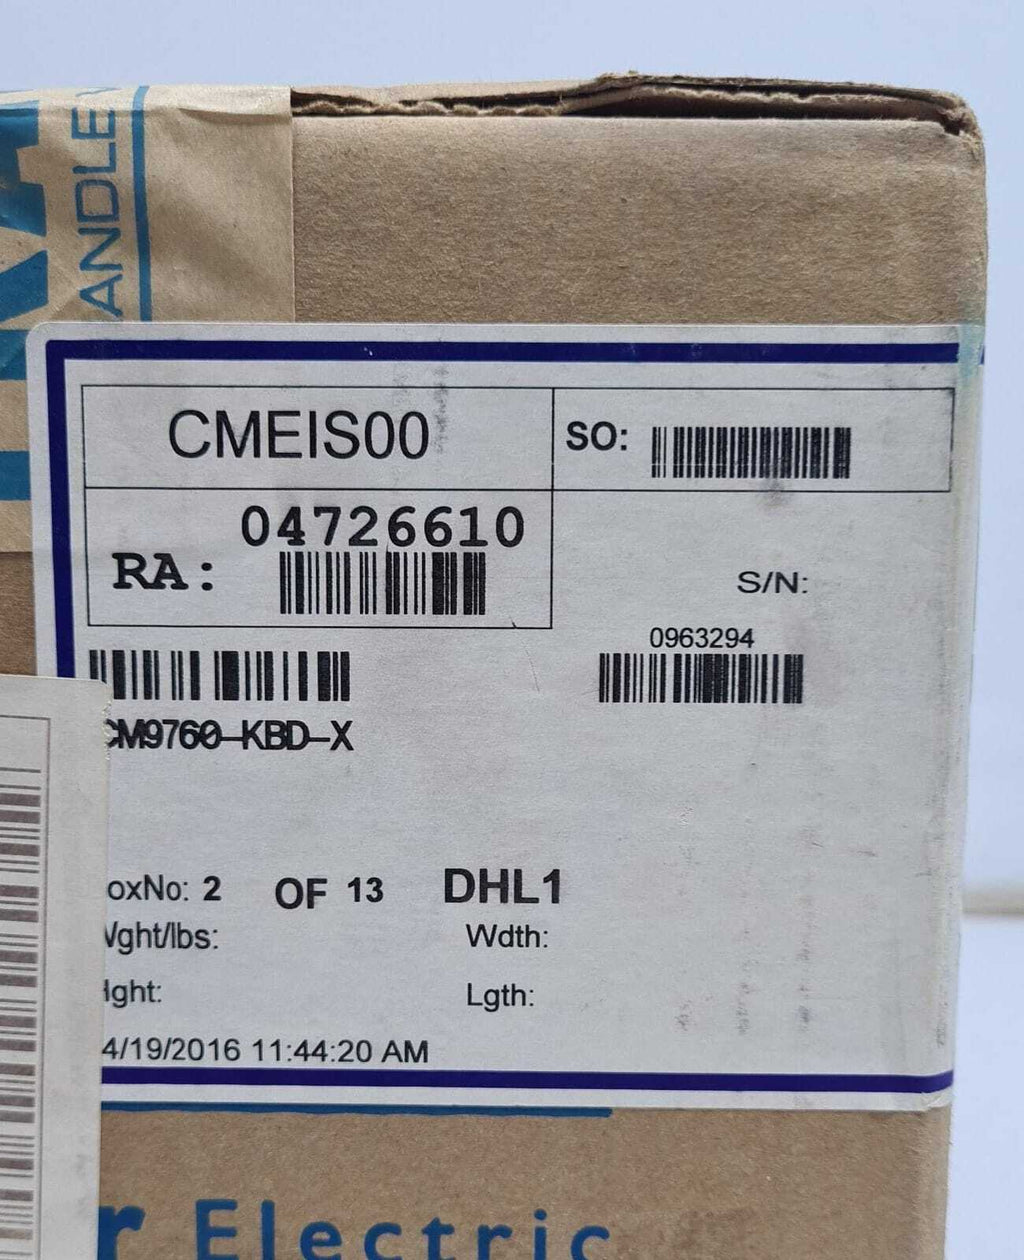 ANDLE
CMEIS00
SO:
04726610
RA:
S/N:
0963294
CM9760-KBD-X
oxNo: 2 OF 13 DHL1
Wght/lbs: Wdth:
Hght: Lgth:
4/19/2016 11:44:20 AM
r Electric